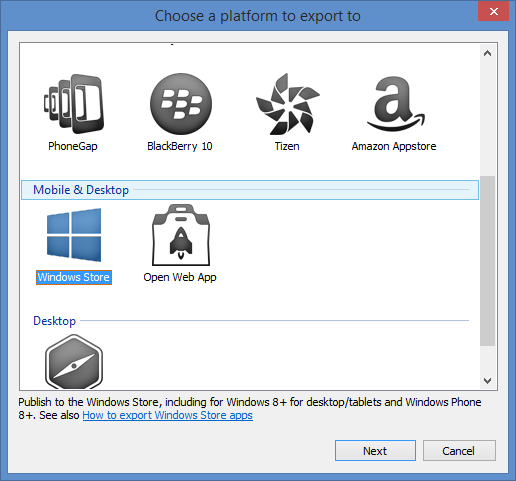 Choose a platform to export to
PhoneGap
BlackBerry 10
Tizen
Amazon Appstore
Mobile & Desktop
Windows Store
Open Web App
Desktop
Publish to the Windows Store, including for Windows 8+ for desktop/tablets and Windows Phone
8+. See also How to export Windows Store apps
Next
Cancel